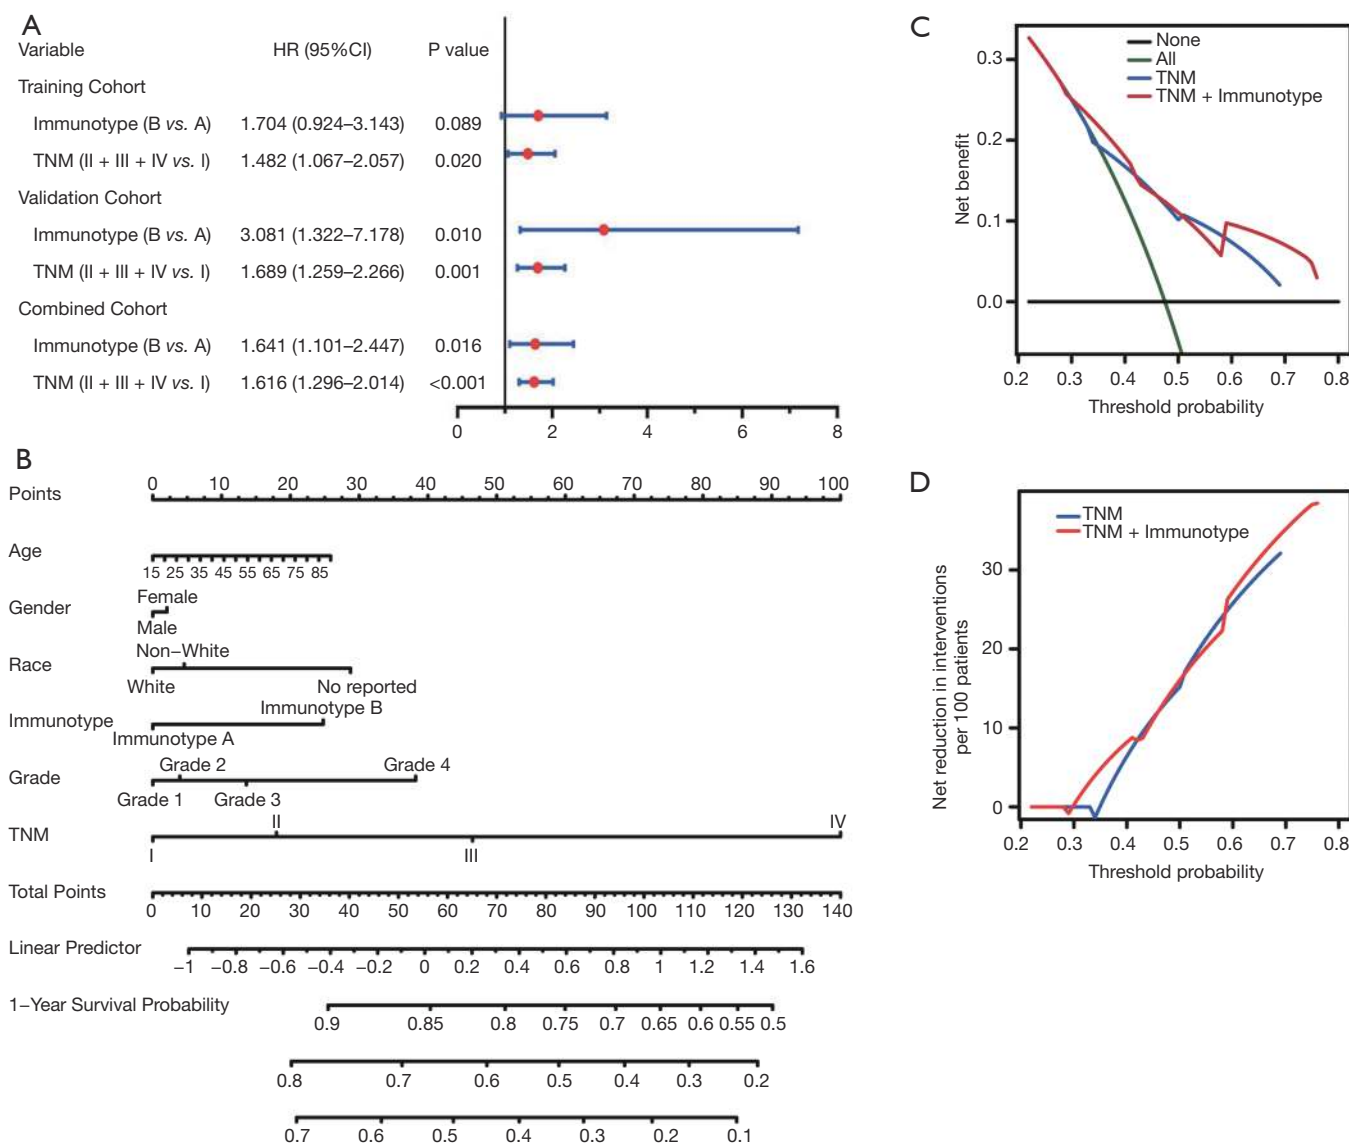 A
Variable HR (95%CI) P value
Training Cohort
Immunotype (B vs. A) 1.704 (0.924–3.143) 0.089
TNM (II + III + IV vs. I) 1.482 (1.067–2.057) 0.020
Validation Cohort
Immunotype (B vs. A) 3.081 (1.322–7.178) 0.010
TNM (II + III + IV vs. I) 1.689 (1.259–2.266) 0.001
Combined Cohort
Immunotype (B vs. A) 1.641 (1.101–2.447) 0.016
TNM (II + III + IV vs. I) 1.616 (1.296–2.014) <0.001
0 2 4 6 8
B
Points 0 10 20 30 40 50 60 70 80 90 100
Age
15 25 35 45 55 65 75 85
Female
Gender
Male
Non–White
Race
White No reported
Immunotype B
Immunotype
Immunotype A
Grade 2 Grade 4
Grade
Grade 1 Grade 3
II IV
TNM
I III
Total Points
0 10 20 30 40 50 60 70 80 90 100 110 120 130 140
Linear Predictor
–1 –0.8 –0.6 –0.4 –0.2 0 0.2 0.4 0.6 0.8 1 1.2 1.4 1.6
1–Year Survival Probability
0.9 0.85 0.8 0.75 0.7 0.65 0.6 0.55 0.5
0.8 0.7 0.6 0.5 0.4 0.3 0.2
0.7 0.6 0.5 0.4 0.3 0.2 0.1
C
None
All
TNM
TNM + Immunotype
Net benefit
0.3
0.2
0.1
0.0
0.2 0.3 0.4 0.5 0.6 0.7 0.8
Threshold probability
D
TNM
TNM + Immunotype
Net reduction in interventions
per 100 patients
30
20
10
0
0.2 0.3 0.4 0.5 0.6 0.7 0.8
Threshold probability